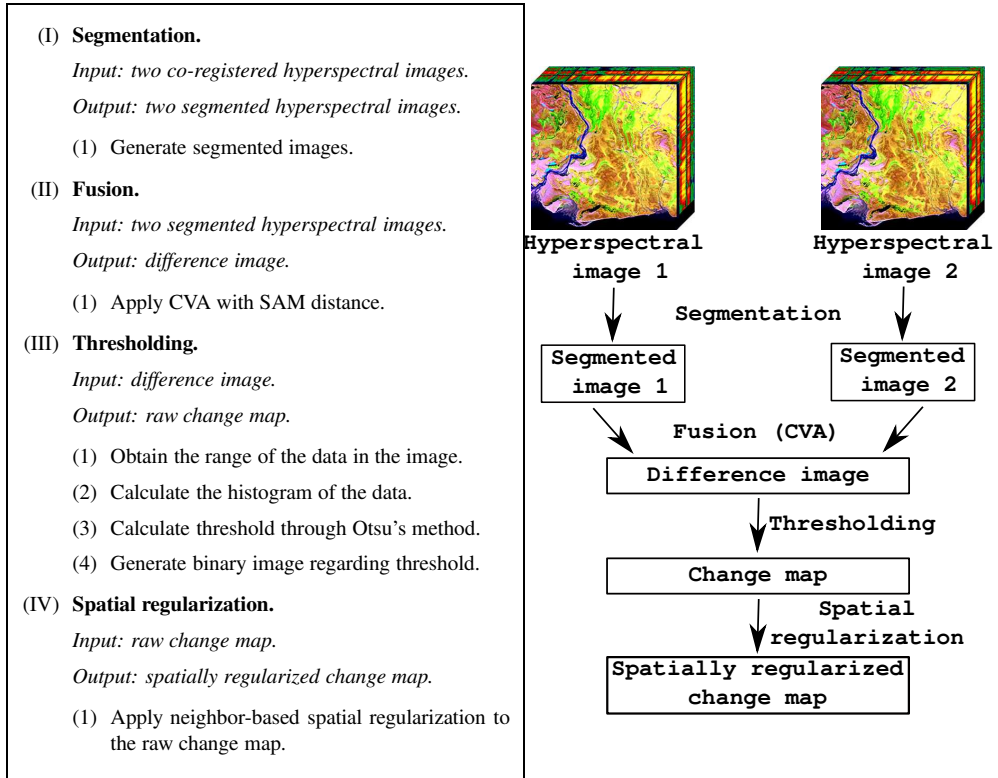 (I) Segmentation.
Input: two co-registered hyperspectral images.
Output: two segmented hyperspectral images.
(1) Generate segmented images.
(II) Fusion.
Input: two segmented hyperspectral images.
Output: difference image.
(1) Apply CVA with SAM distance.
(III) Thresholding.
Input: difference image.
Output: raw change map.
(1) Obtain the range of the data in the image.
(2) Calculate the histogram of the data.
(3) Calculate threshold through Otsu's method.
(4) Generate binary image regarding threshold.
(IV) Spatial regularization.
Input: raw change map.
Output: spatially regularized change map.
(1) Apply neighbor-based spatial regularization to
the raw change map.
Hyperspectral
image 1
Hyperspectral
image 2
Segmentation
Segmented
image 1
Segmented
image 2
Fusion (CVA)
Difference image
Thresholding
Change map
Spatial
regularization
Spatially regularized
change map